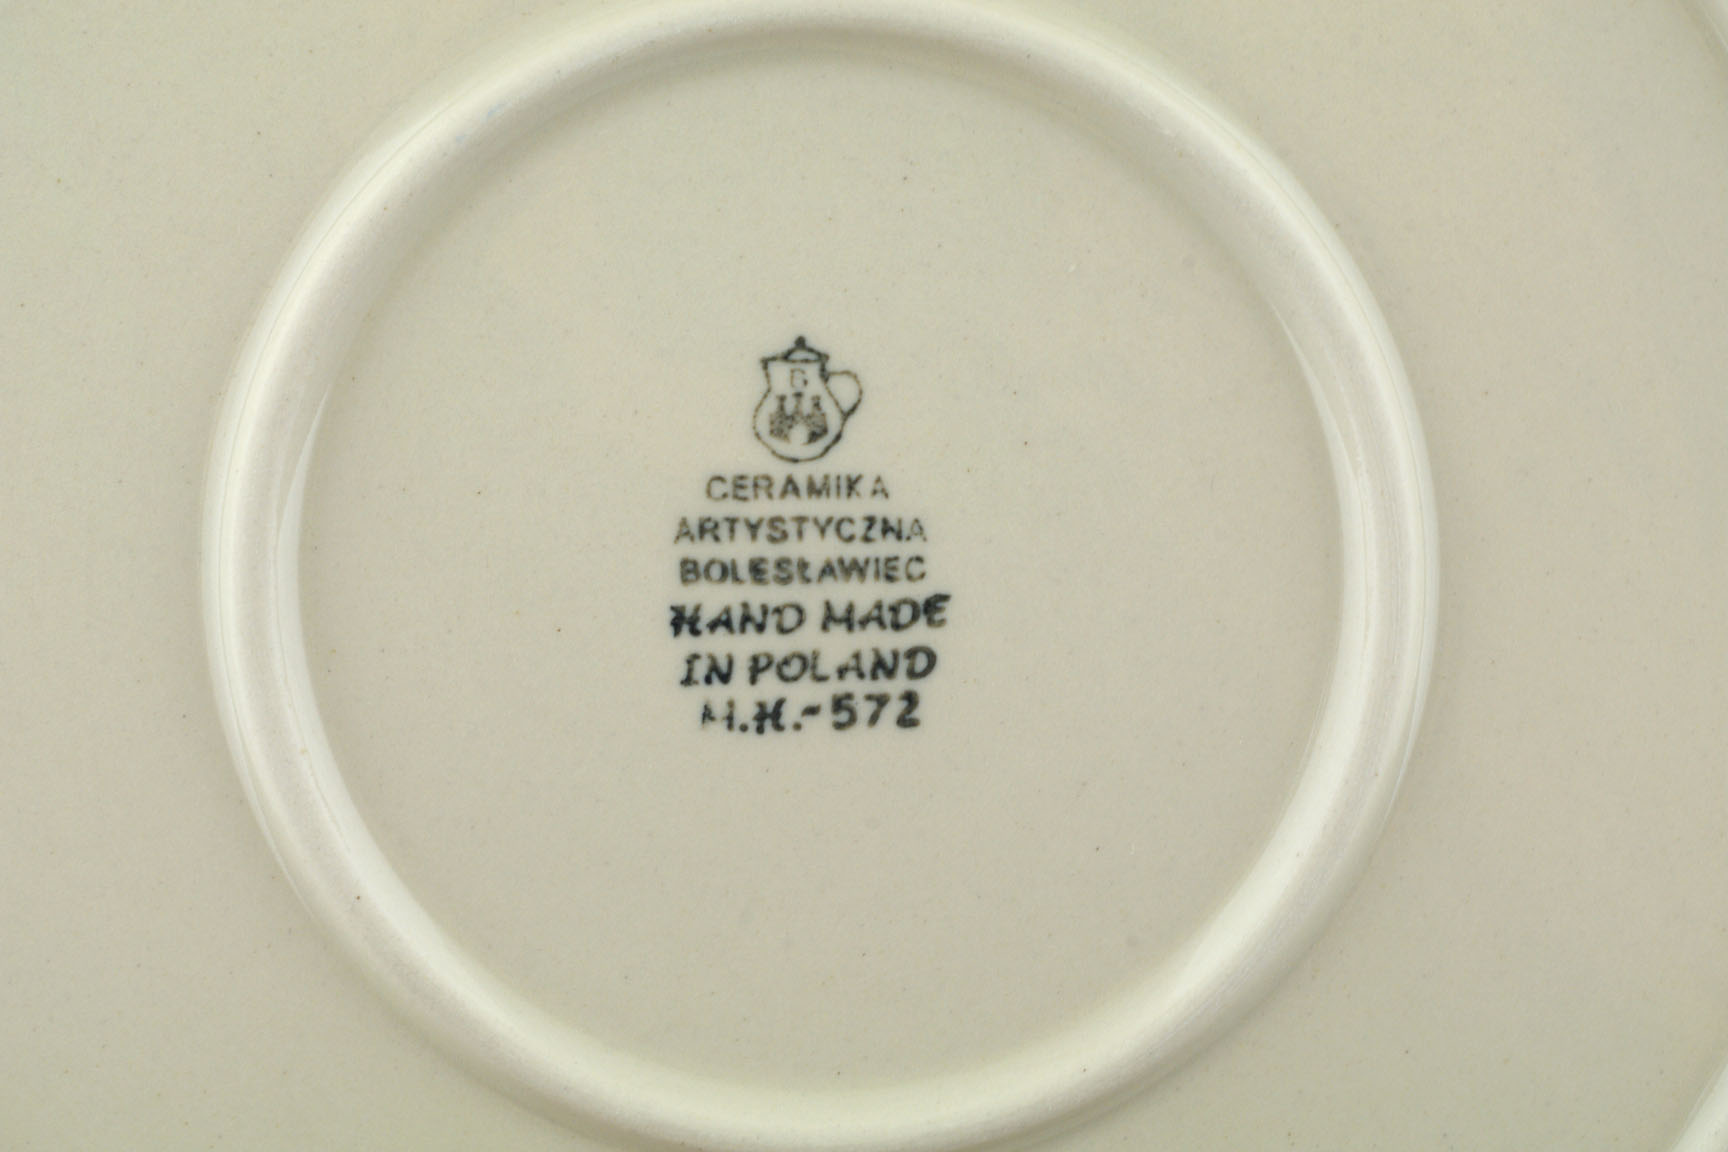 B
CERAMIKA
ARTYSTYCZNA
BOLESŁAWIEC
HAND MADE
IN POLAND
M.H.-572